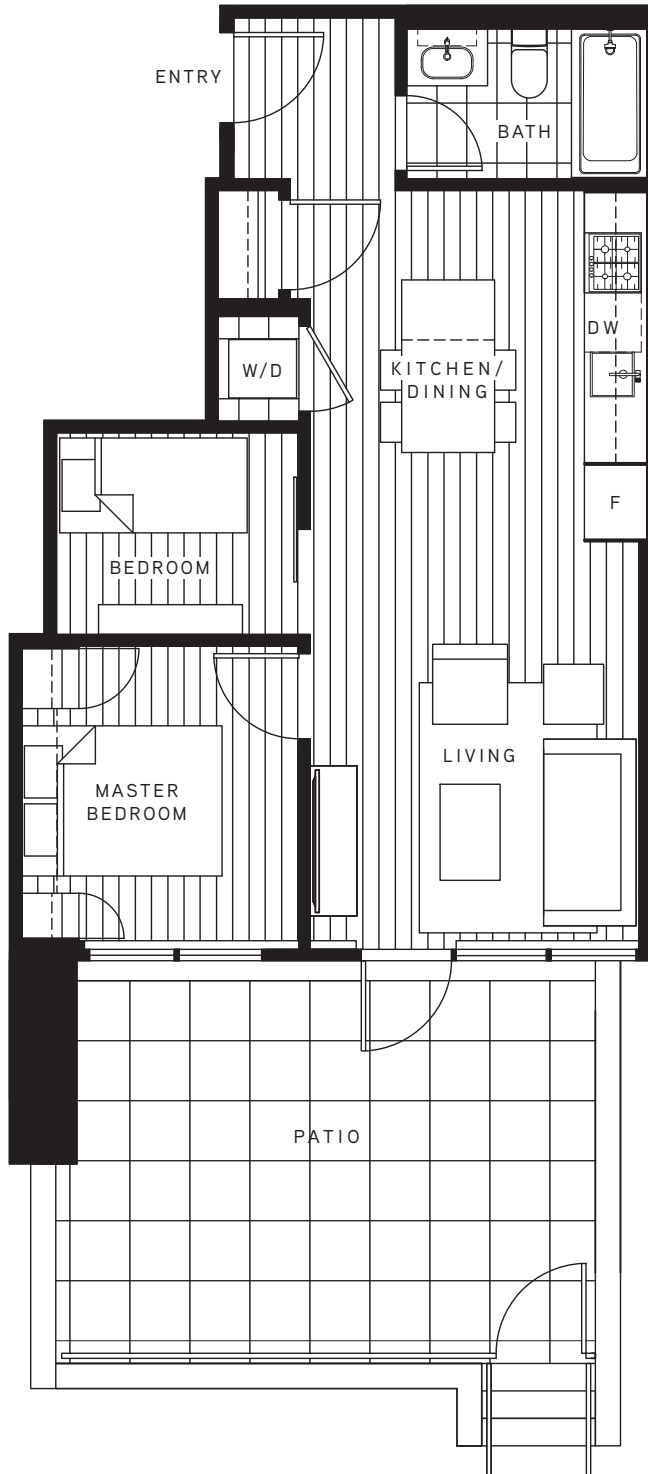 ENTRY
BATH
W/D
KITCHEN/
DINING
DW
F
BEDROOM
MASTER
BEDROOM
LIVING
PATIO